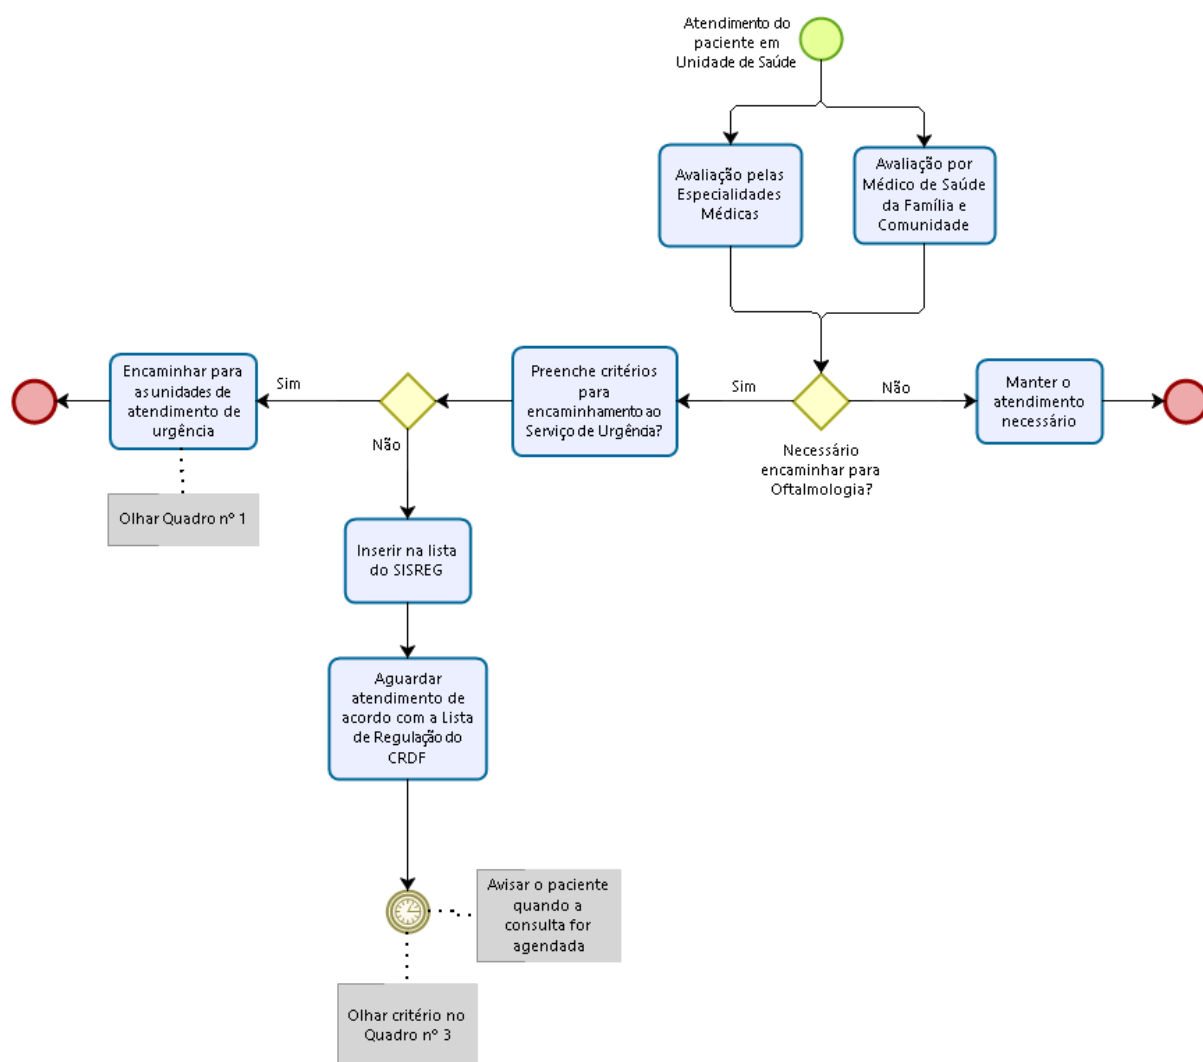 Atendimento do
paciente em
Unidade de Saúde
Avaliação pelas
Especialidades
Médicas
Avaliação por
Médico de Saúde
da Família e
Comunidade
Encaminhar para
as unidades de
atendimento de
urgência
Sim
Preenche critérios
para
encaminhamento ao
Serviço de Urgência?
Sim
Não
Manter o
atendimento
necessário
Necessário
encaminhar para
Oftalmologia?
Não
Olhar Quadro nº 1
Inserir na lista
do SISREG
Aguardar
atendimento de
acordo com a Lista
de Regulação do
CRDF
Avisar o paciente
quando a
consulta for
agendada
Olhar critério no
Quadro nº 3